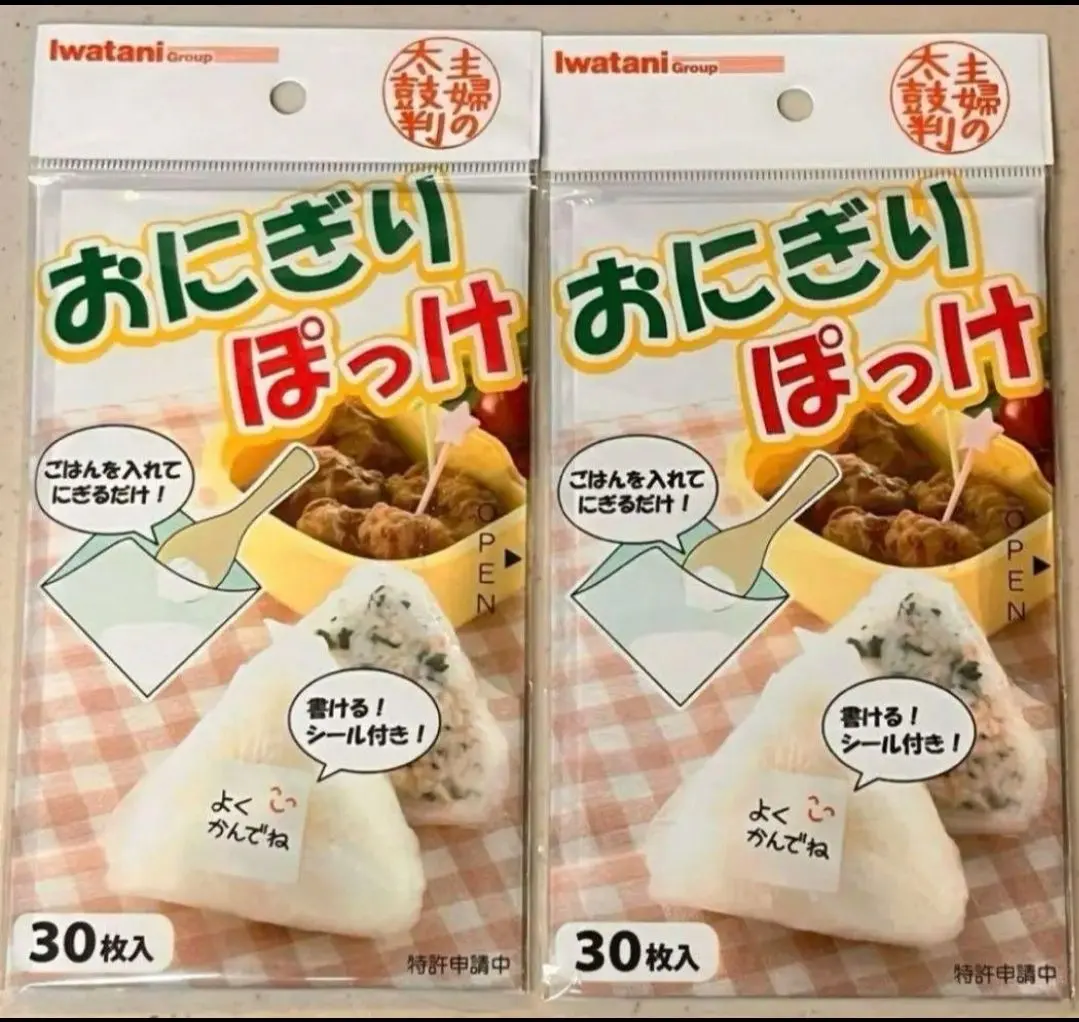 Iwatani Group
主婦の
太鼓判
おにぎり
ぽっけ
ごはんを入れて
にぎるだけ！
OPEN
書ける！
シール付き！
よく
かんでね
30枚入
特許申請中
Iwatani Group
主婦の
太鼓判
おにぎり
ぽっけ
ごはんを入れて
にぎるだけ！
OPEN
書ける！
シール付き！
よく
かんでね
30枚入
特許申請中